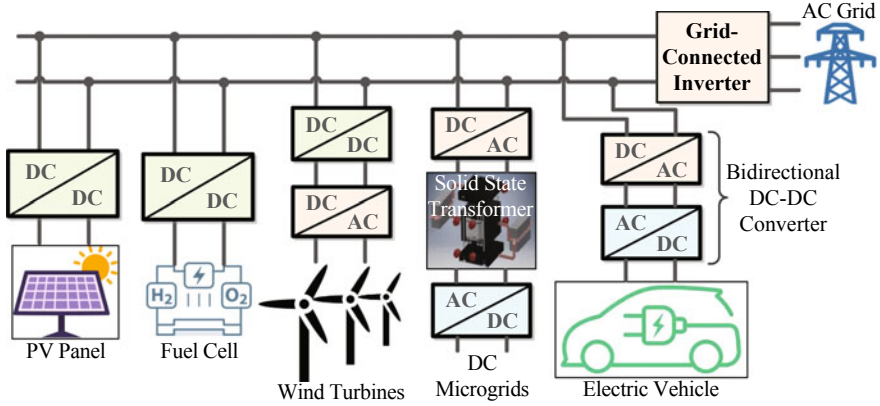 AC Grid
Grid-
Connected
Inverter
DC
DC
DC
DC
DC
DC
DC
AC
DC
AC
Solid State
Transformer
AC
DC
DC
AC
AC
DC
Bidirectional
DC-DC
Converter
H2
O2
PV Panel
Fuel Cell
Wind Turbines
DC
Microgrids
Electric Vehicle